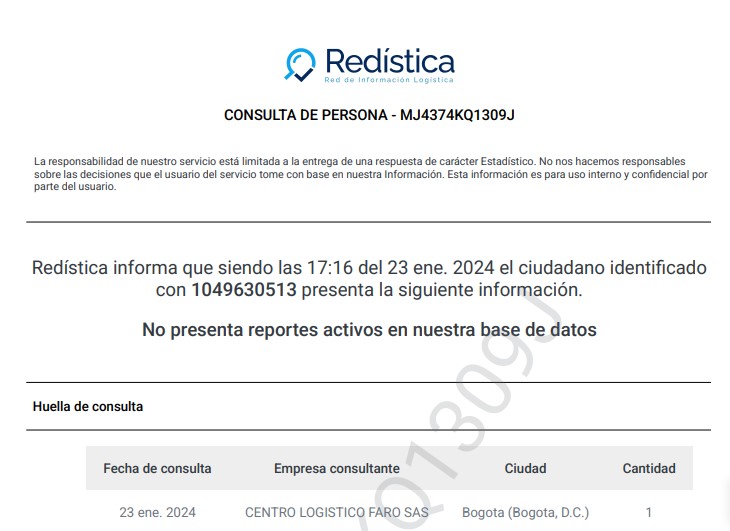 Redística
Red de Información Logística
CONSULTA DE PERSONA - MJ4374KQ1309J
La responsabilidad de nuestro servicio está limitada a la entrega de una respuesta de carácter Estadístico. No nos hacemos responsables
sobre las decisiones que el usuario del servicio tome con base en nuestra Información. Esta información es para uso interno y confidencial por
parte del usuario.
Redística informa que siendo las 17:16 del 23 ene. 2024 el ciudadano identificado
con 1049630513 presenta la siguiente información.
No presenta reportes activos en nuestra base de datos
Huella de consulta
Fecha de consulta Empresa consultante Ciudad Cantidad
23 ene. 2024 CENTRO LOGISTICO FARO SAS Bogota (Bogota, D.C.) 1
Q1309J